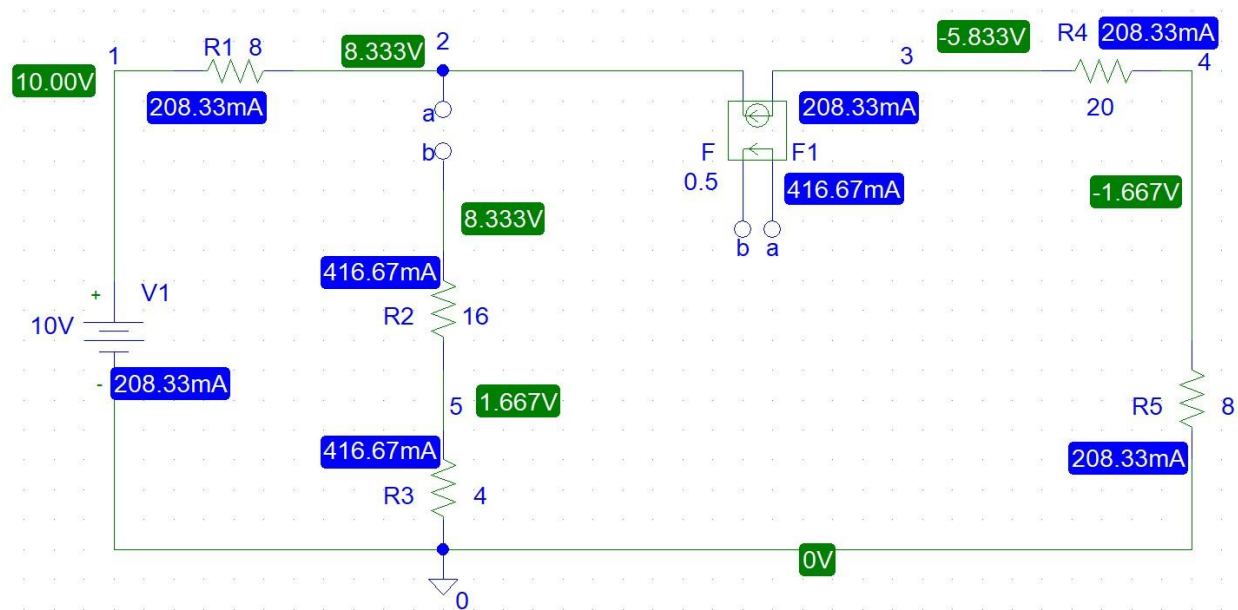 1
R1 8
8.333V
2
-5.833V
3
R4
208.33mA
4
10.00V
208.33mA
a
b
F
0.5
208.33mA
F1
416.67mA
b a
20
-1.667V
8.333V
+
V1
10V
-
208.33mA
416.67mA
R2
16
5
1.667V
416.67mA
R3
4
R5
8
208.33mA
0V
0